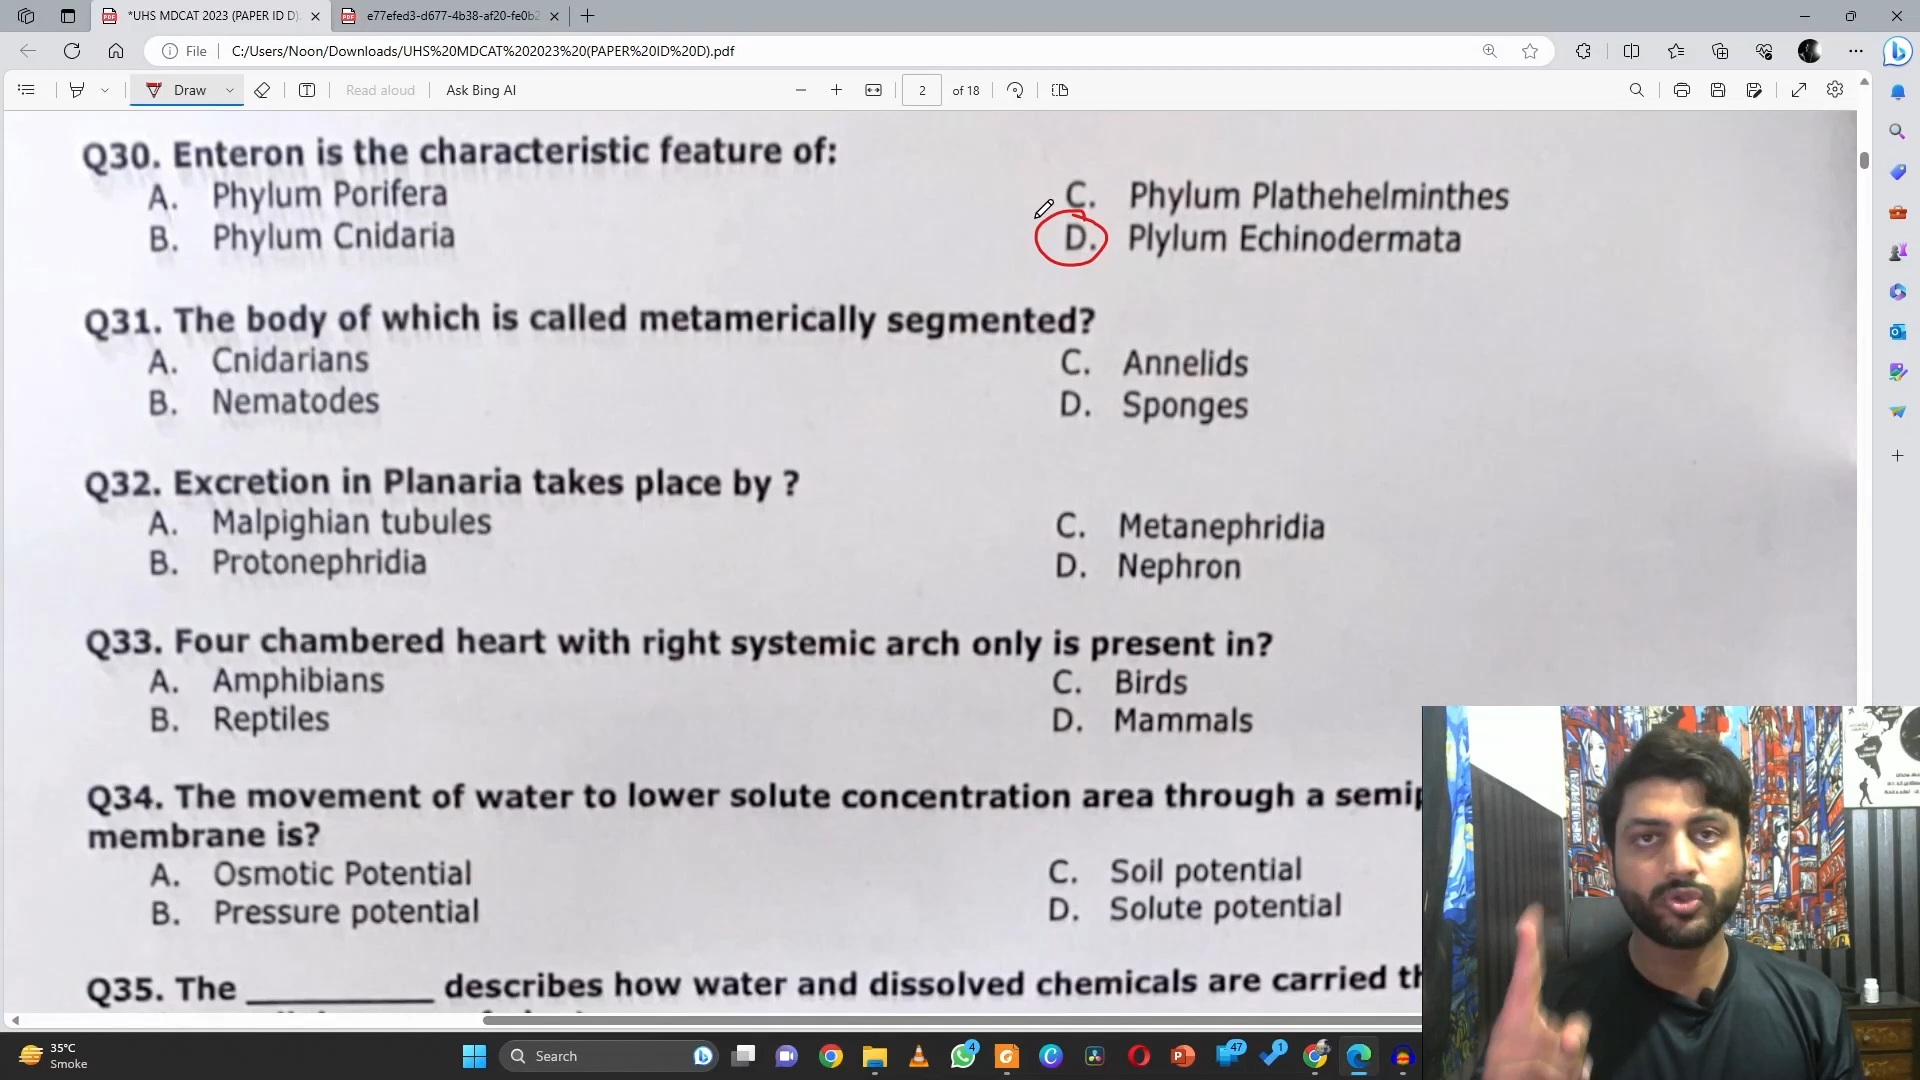 *UHS MDCAT 2023 (PAPER ID D).
e77efed3-d677-4b38-af20-fe0b2
File
C:/Users/Noon/Downloads/UHS%20MDCAT%202023%20(PAPER%20ID%20D).pdf
Draw
Read aloud
Ask Bing AI
2
of 18
Q30. Enteron is the characteristic feature of:
A. Phylum Porifera
C. Phylum Plathehelminthes
B. Phylum Cnidaria
D. Plylum Echinodermata
Q31. The body of which is called metamerically segmented?
A. Cnidarians
C. Annelids
B. Nematodes
D. Sponges
Q32. Excretion in Planaria takes place by ?
A. Malpighian tubules
C. Metanephridia
B. Protonephridia
D. Nephron
Q33. Four chambered heart with right systemic arch only is present in?
A. Amphibians
C. Birds
B. Reptiles
D. Mammals
Q34. The movement of water to lower solute concentration area through a semip
membrane is?
A. Osmotic Potential
C. Soil potential
B. Pressure potential
D. Solute potential
Q35. The __________ describes how water and dissolved chemicals are carried th
35°C
Smoke
Search
4
47
1